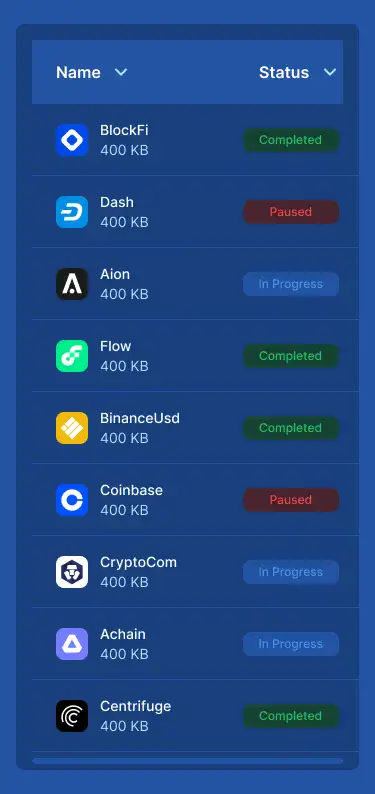 Name Status
BlockFi
400 KB
Completed
Dash
400 KB
Paused
Aion
400 KB
In Progress
Flow
400 KB
Completed
BinanceUsd
400 KB
Completed
Coinbase
400 KB
Paused
CryptoCom
400 KB
In Progress
Achain
400 KB
In Progress
Centrifuge
400 KB
Completed